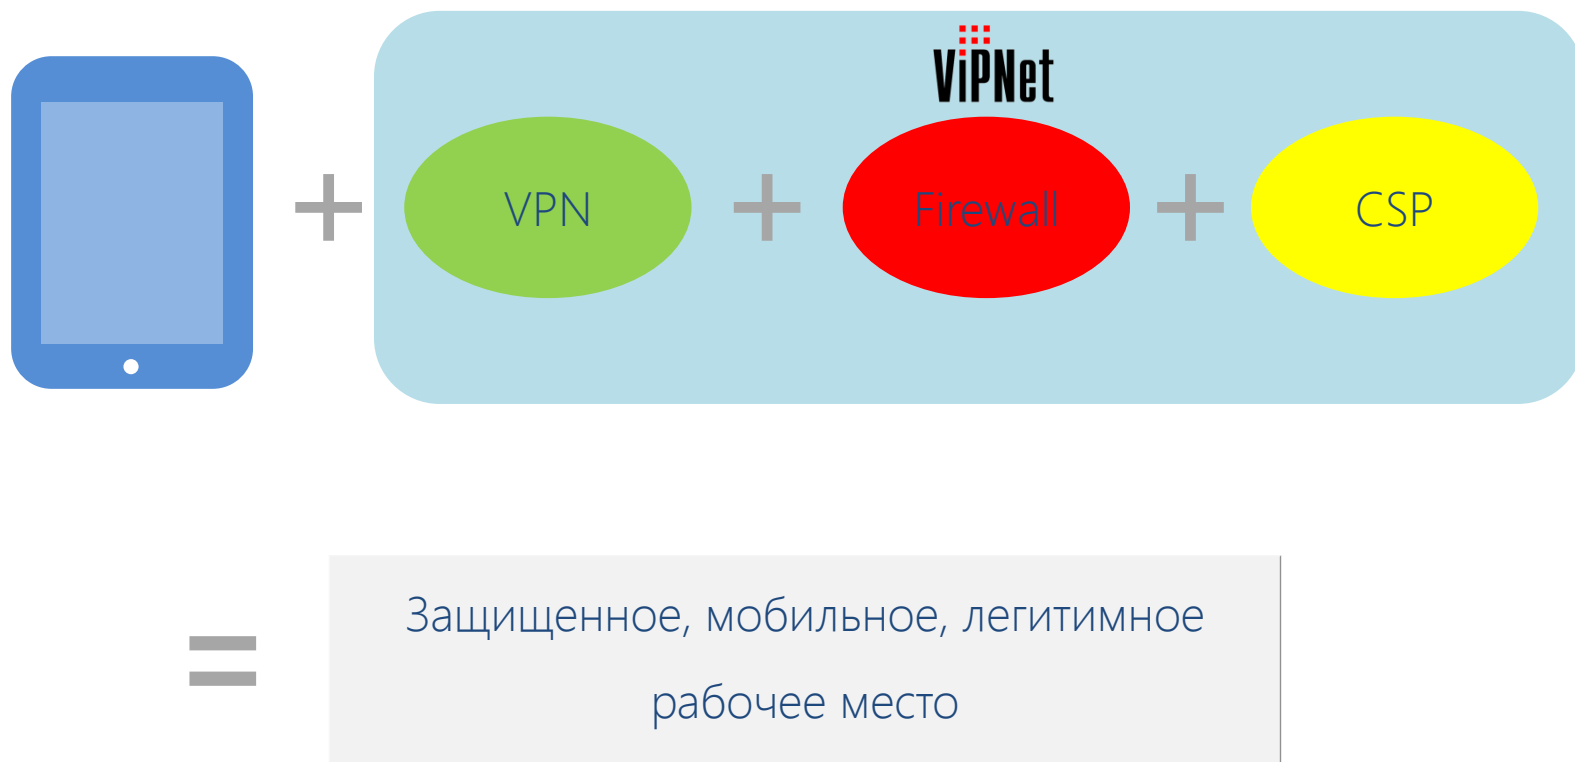 ViPNet
VPN + Firewall + CSP
+
= Защищенное, мобильное, легитимное
рабочее место